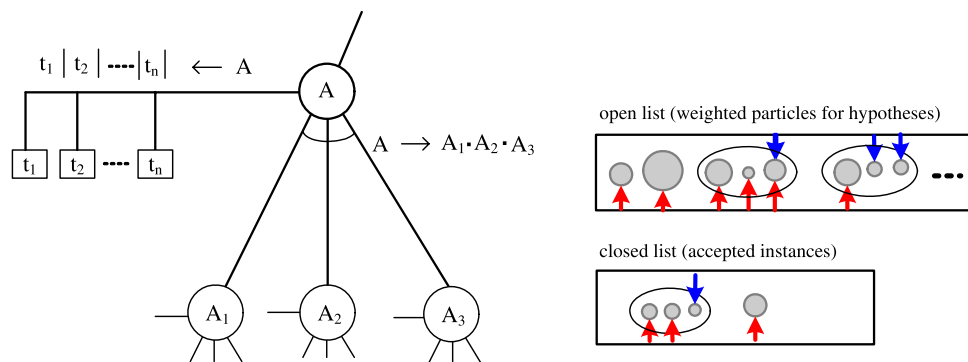 t₁ | t₂ | ---- | tₙ | ← A
A
t₁ t₂ ---- tₙ
A → A₁·A₂·A₃
A₁ A₂ A₃
open list (weighted particles for hypotheses)
closed list (accepted instances)